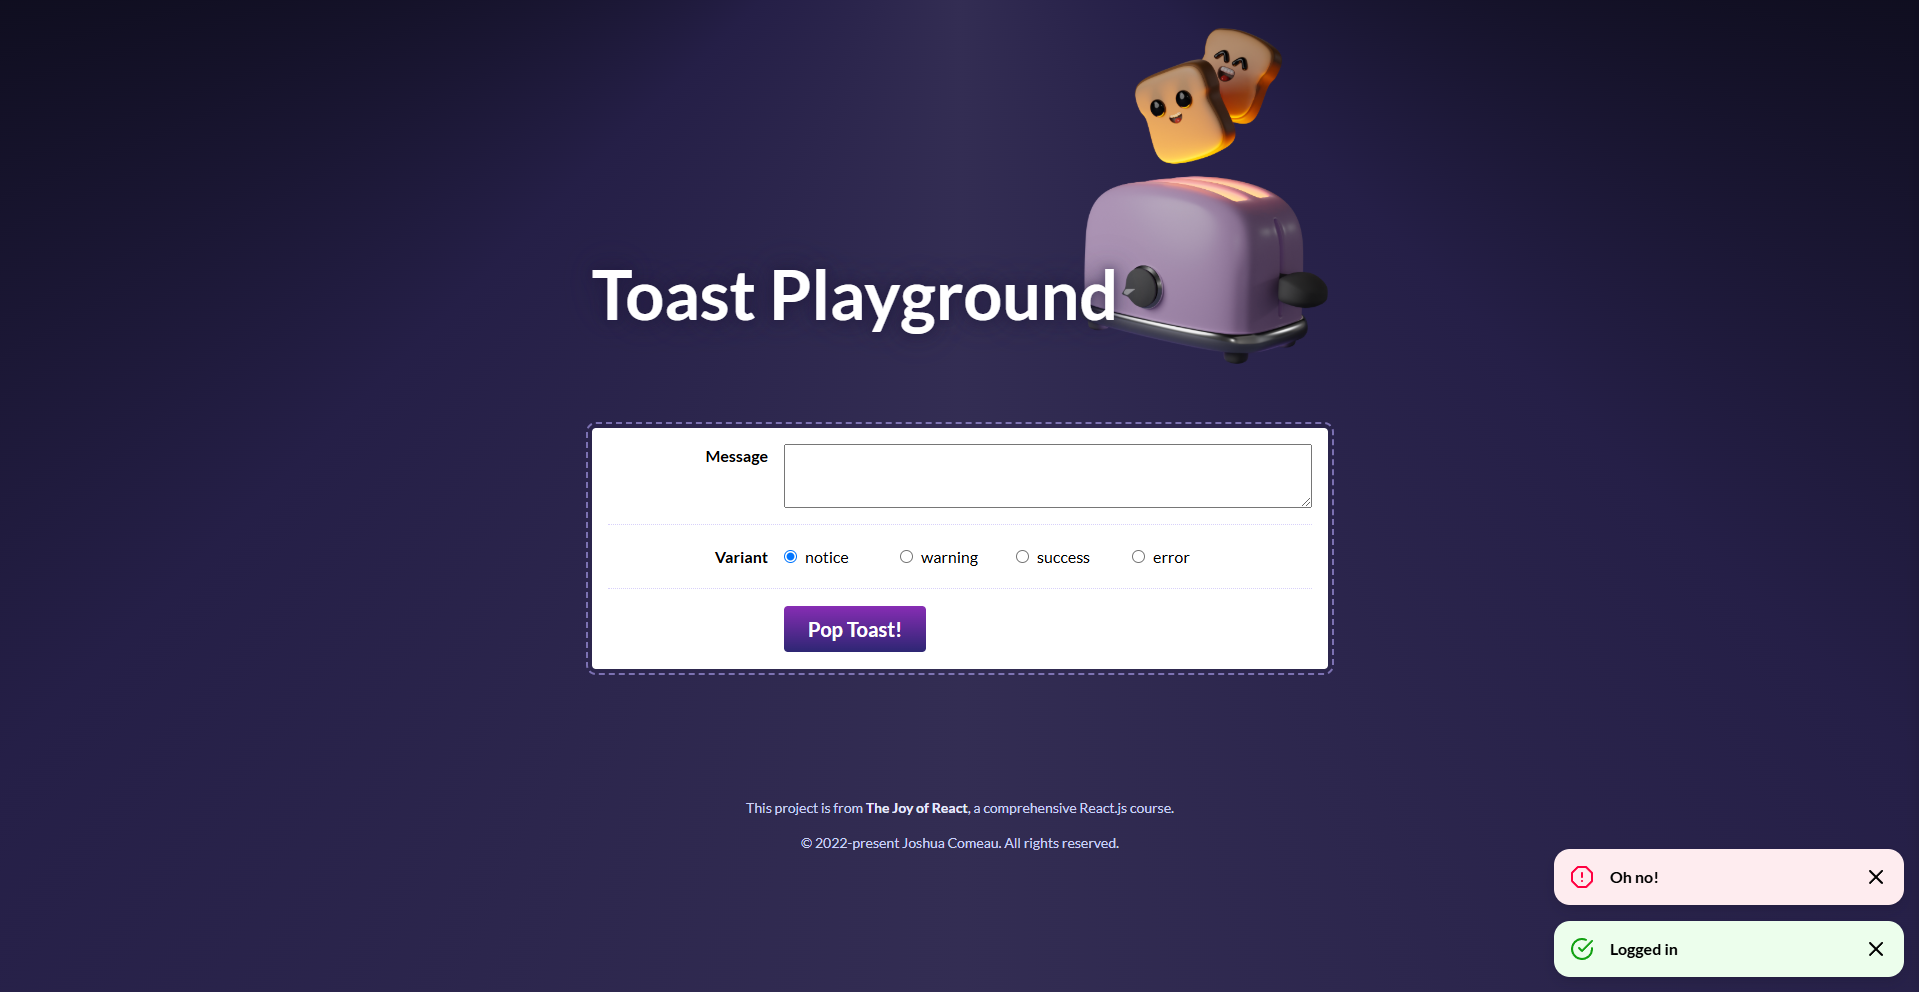 Toast Playground
Message
Variant
notice
warning
success
error
Pop Toast!
This project is from The Joy of React, a comprehensive React.js course.
© 2022-present Joshua Comeau. All rights reserved.
Oh no!
Logged in